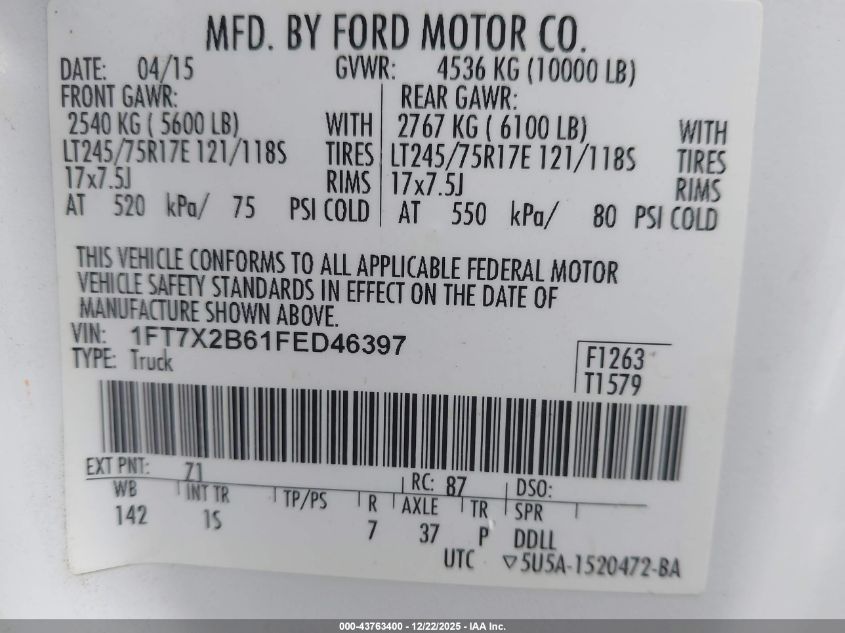 MFD. BY FORD MOTOR CO.
DATE: 04/15 GVWR: 4536 KG (10000 LB)
FRONT GAWR: REAR GAWR:
2540 KG ( 5600 LB) WITH 2767 KG ( 6100 LB) WITH
LT245/75R17E 121/118S TIRES LT245/75R17E 121/118S TIRES
17x7.5J RIMS 17x7.5J RIMS
AT 520 kPa/ 75 PSI COLD AT 550 kPa/ 80 PSI COLD
THIS VEHICLE CONFORMS TO ALL APPLICABLE FEDERAL MOTOR
VEHICLE SAFETY STANDARDS IN EFFECT ON THE DATE OF
MANUFACTURE SHOWN ABOVE.
VIN: 1FT7X2B61FED46397
TYPE: Truck
F1263
T1579
EXT PNT: Z1 RC: 87 DSO:
WB INT TR TP/PS R AXLE TR SPR
142 1S 7 37 P DDLL
UTC ▽5U5A-1520472-BA
000-43763400 - 12/22/2025 - IAA Inc.